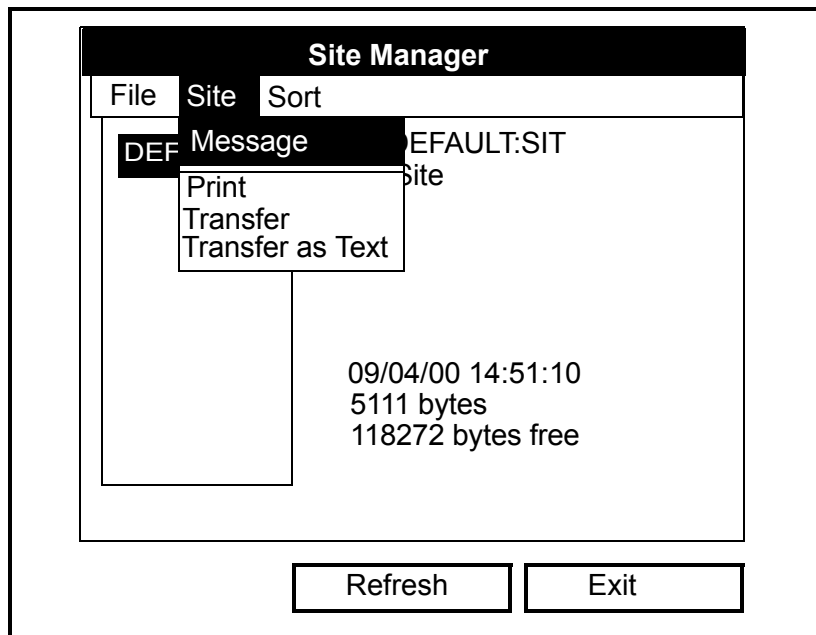 Site Manager
File Site Sort
DEF Message EFAULT:SIT
Site
Print
Transfer
Transfer as Text
09/04/00 14:51:10
5111 bytes
118272 bytes free
Refresh Exit